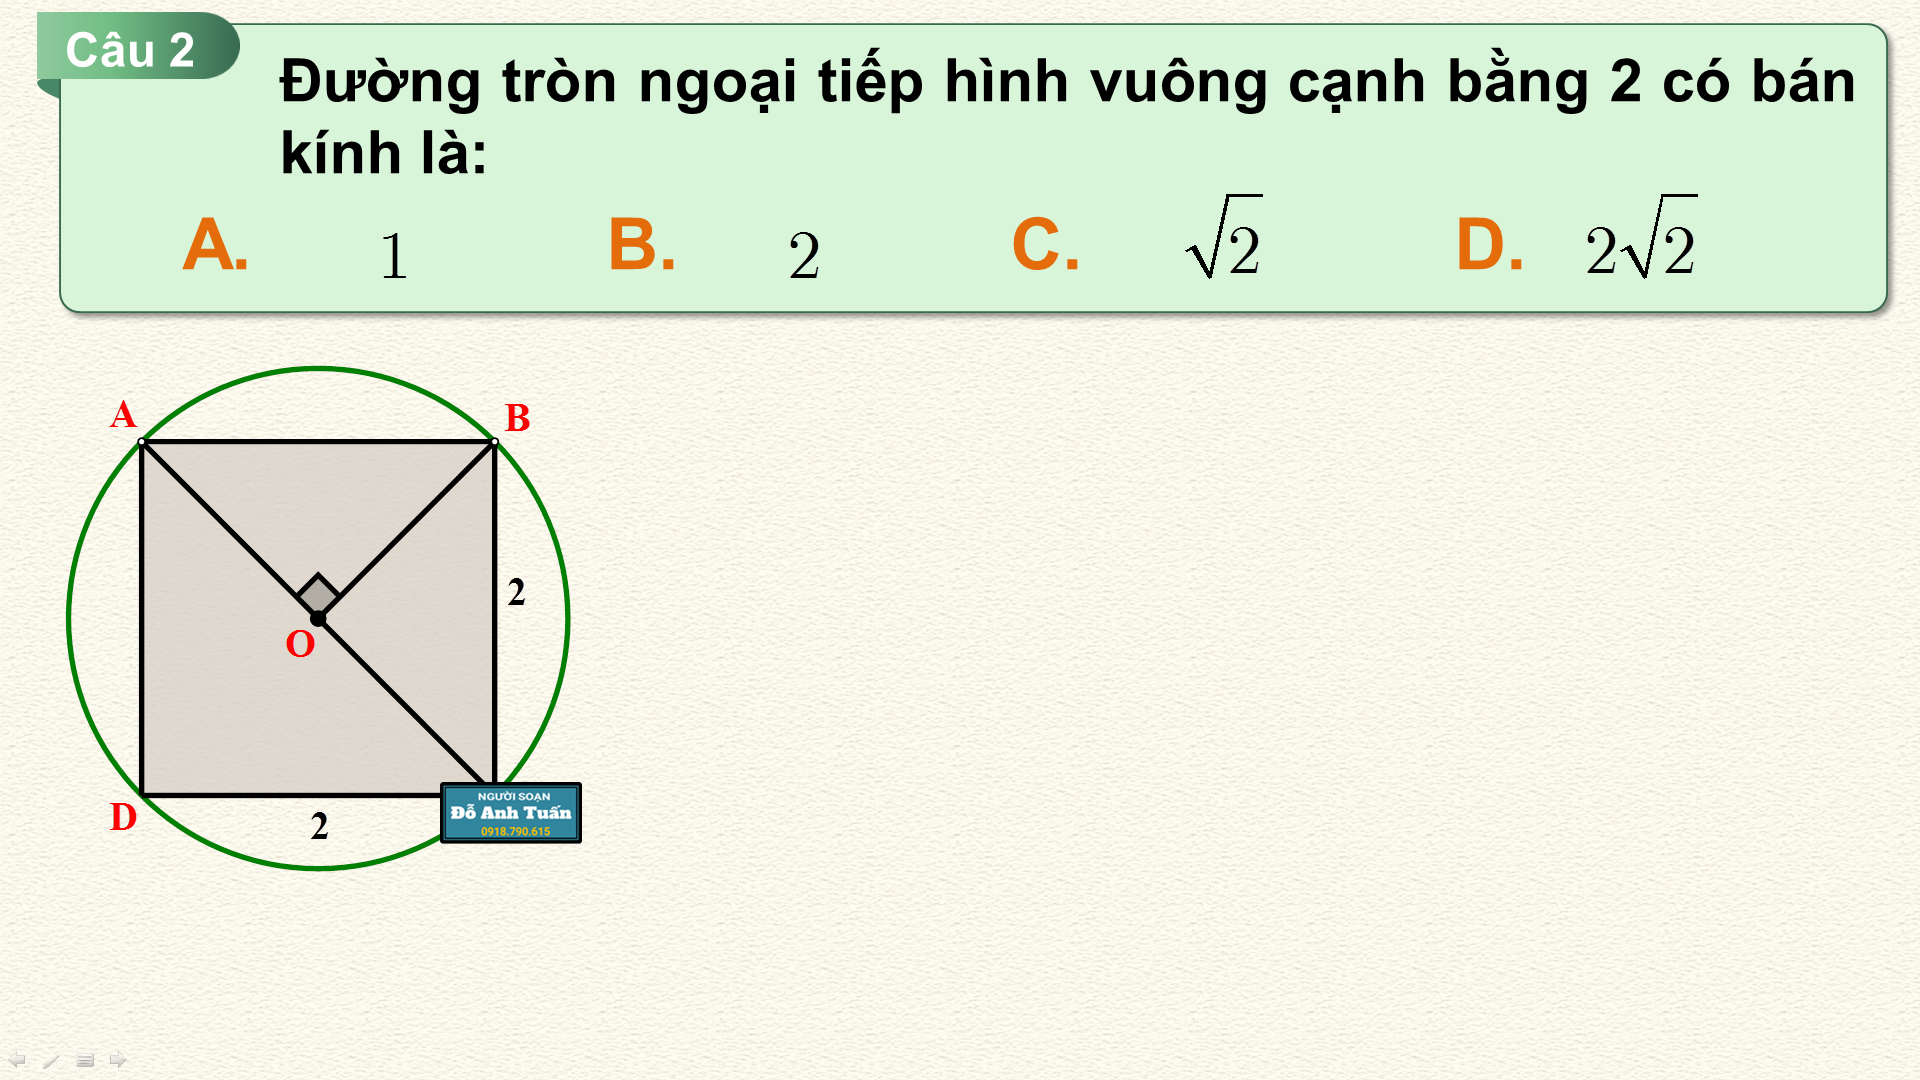 Câu 2
Đường tròn ngoại tiếp hình vuông cạnh bằng 2 có bán
kính là:
A. 1 B. 2 C. √2 D. 2√2
A
B
2
O
D
2
NGƯỜI SOẠN
Đỗ Anh Tuấn
0918.790.615